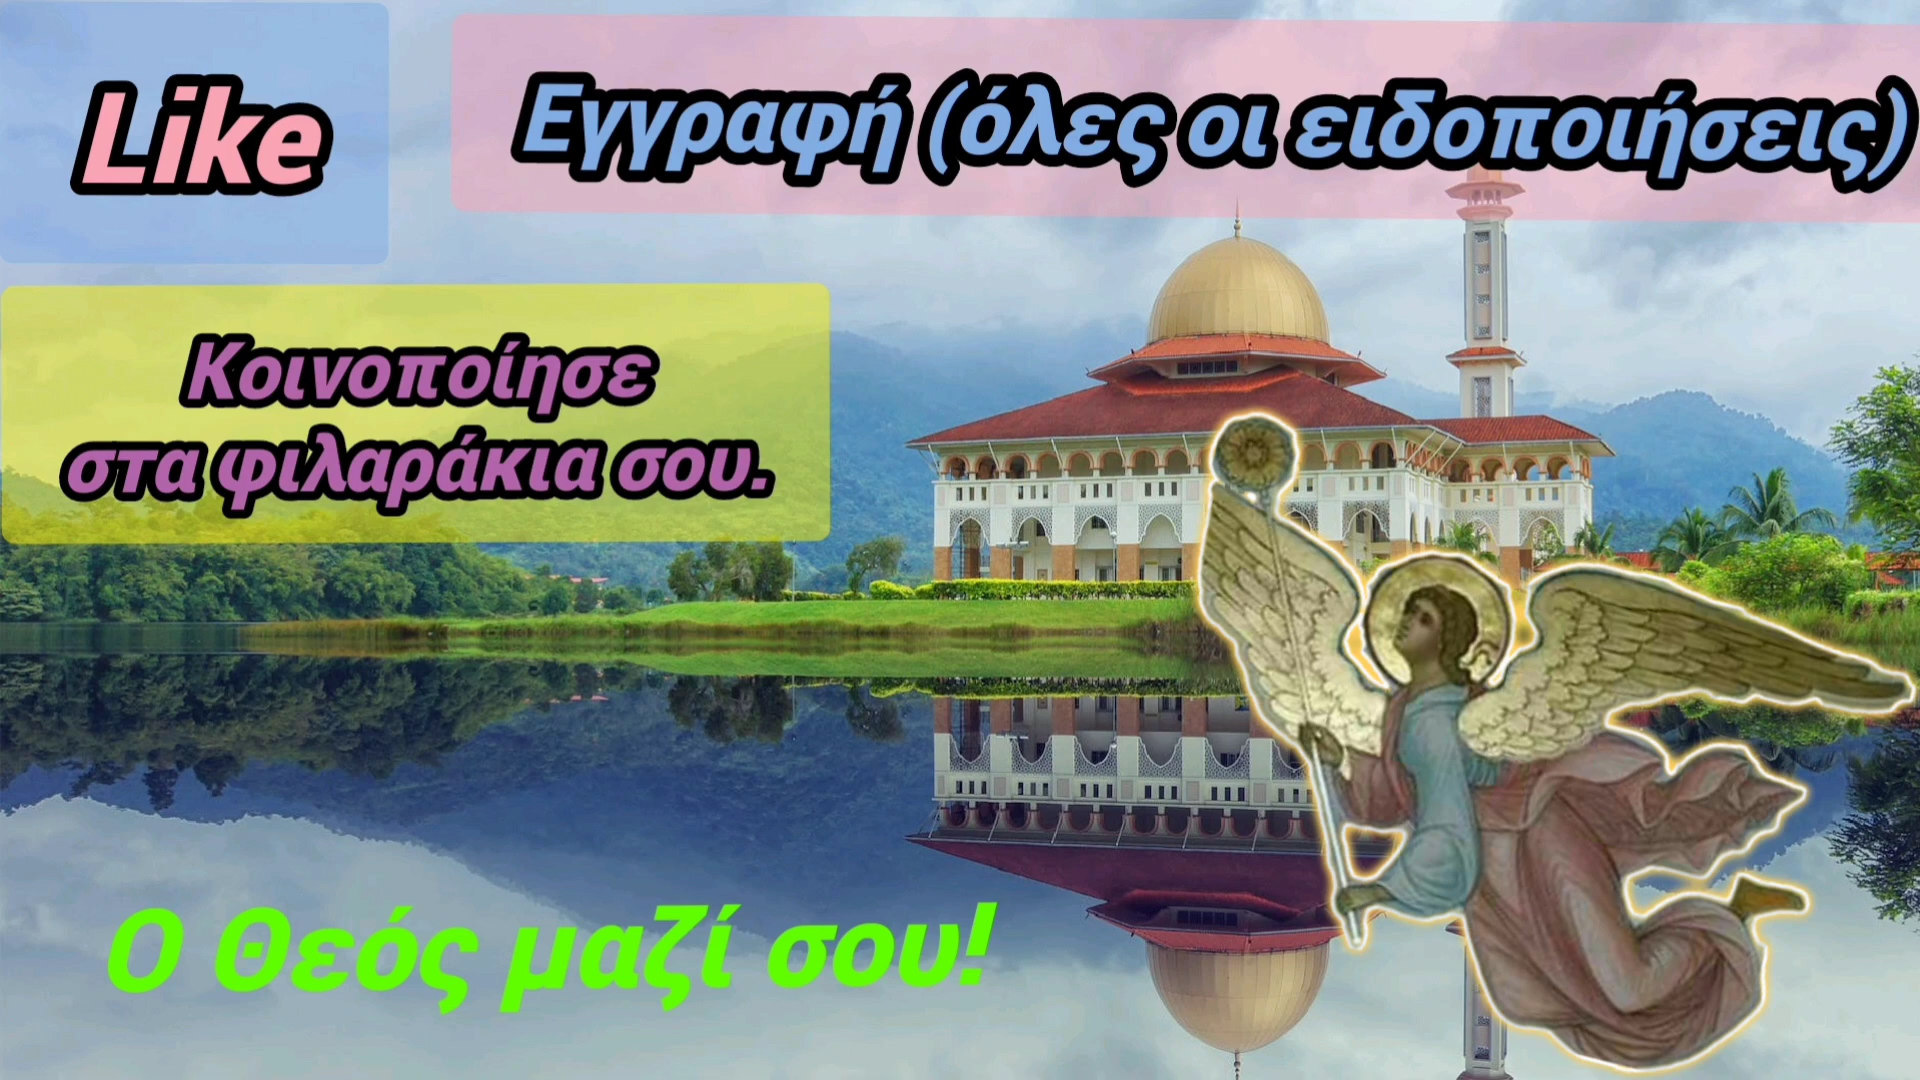 Like
Εγγραφή (όλες οι ειδοποιήσεις)
Κοινοποίησε
στα φιλαράκια σου.
Ο Θεός μαζί σου!